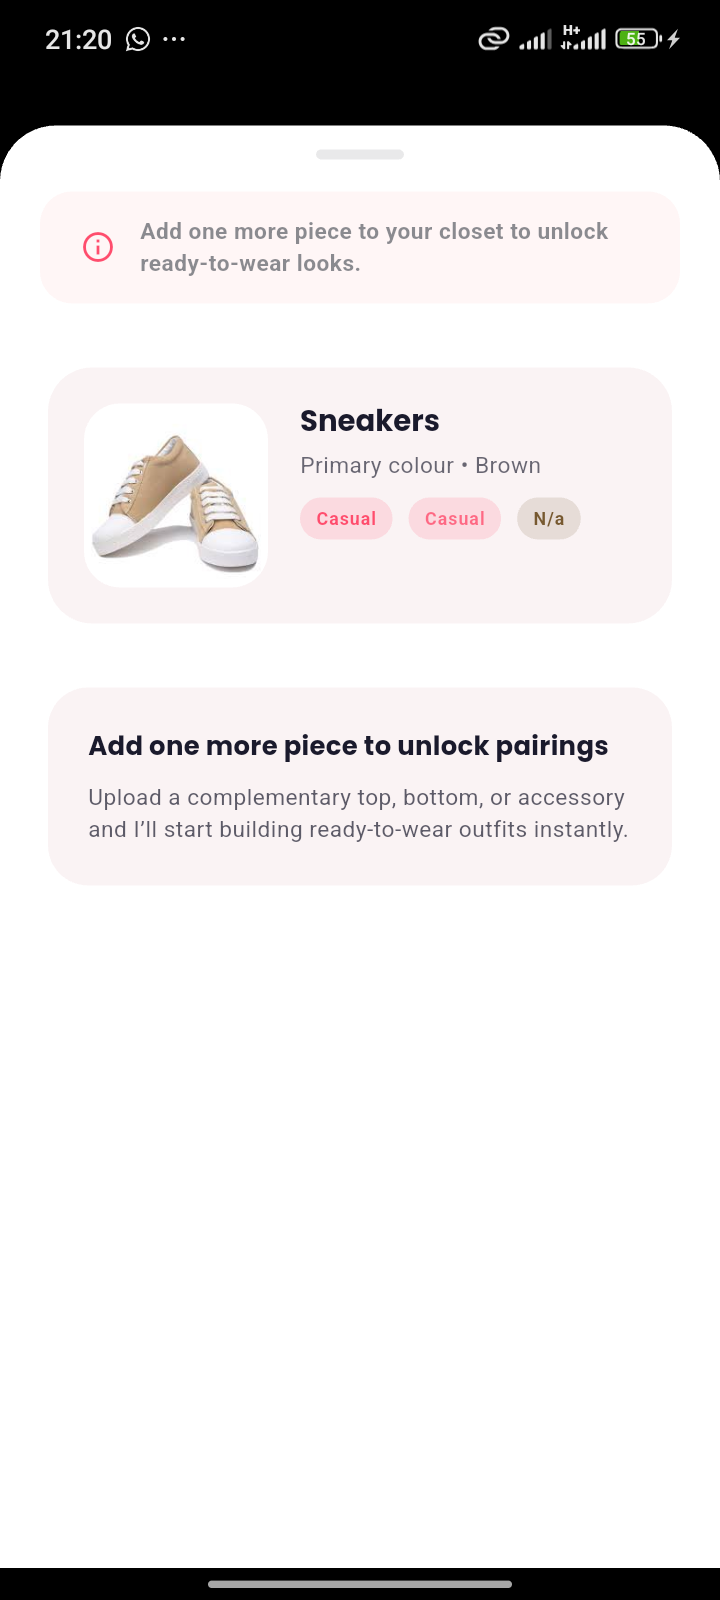 21:20
H+
55
Add one more piece to your closet to unlock
ready-to-wear looks.
Sneakers
Primary colour • Brown
Casual Casual N/a
Add one more piece to unlock pairings
Upload a complementary top, bottom, or accessory
and I’ll start building ready-to-wear outfits instantly.